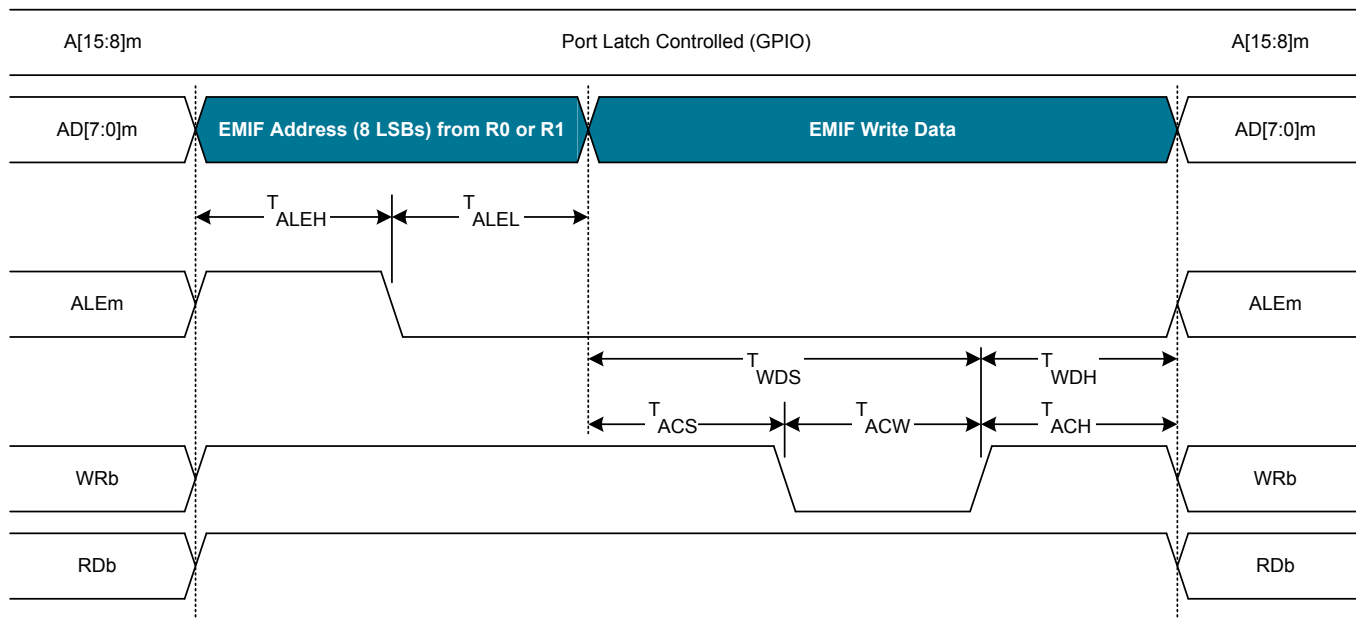 A[15:8]m Port Latch Controlled (GPIO) A[15:8]m
AD[7:0]m EMIF Address (8 LSBs) from R0 or R1 EMIF Write Data AD[7:0]m
T ALEH T ALEL
ALEm ALEm
T WDS T WDH
T ACS T ACW T ACH
WRb WRb
RDb RDb